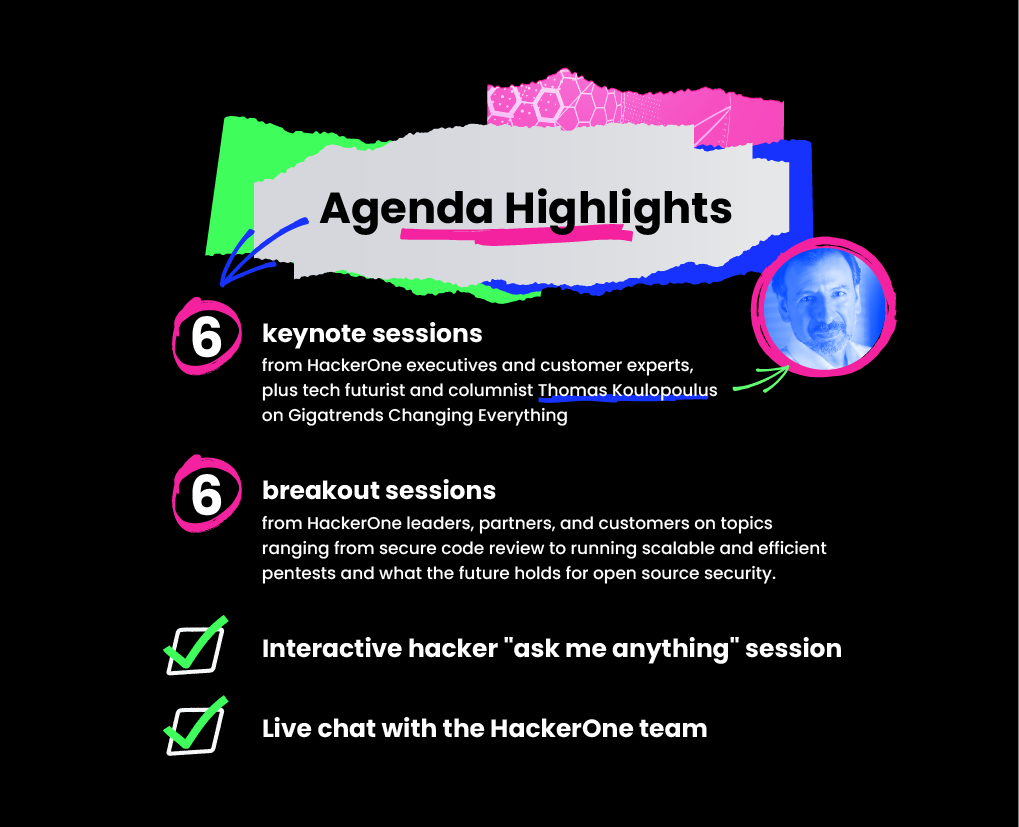 Agenda Highlights
6
keynote sessions
from HackerOne executives and customer experts,
plus tech futurist and columnist Thomas Koulopoulus
on Gigatrends Changing Everything
6
breakout sessions
from HackerOne leaders, partners, and customers on topics
ranging from secure code review to running scalable and efficient
pentests and what the future holds for open source security.
Interactive hacker "ask me anything" session
Live chat with the HackerOne team